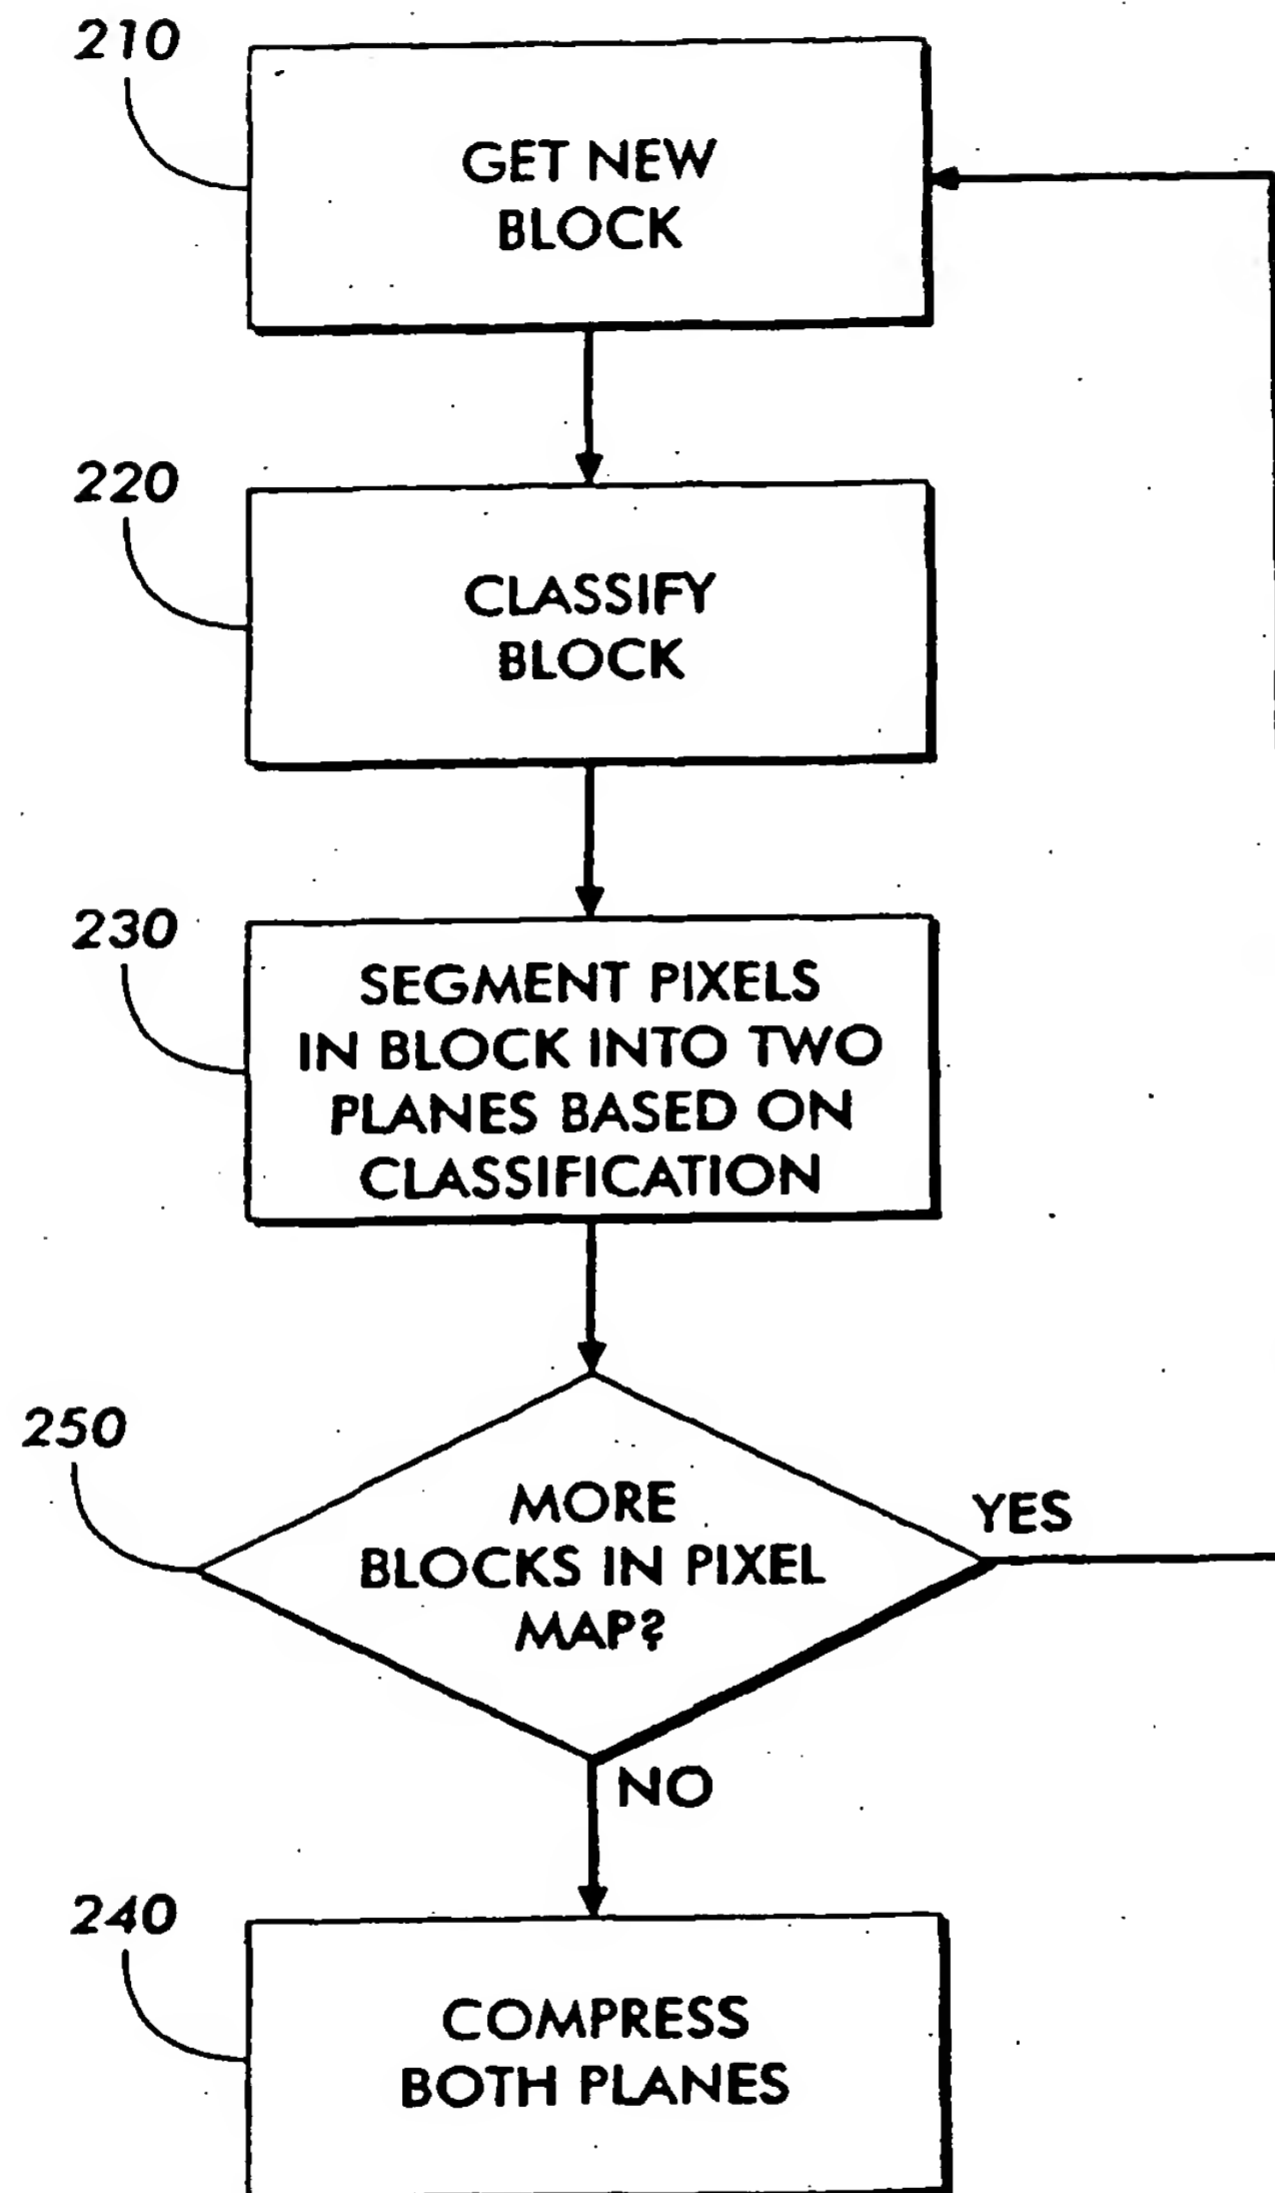 210
GET NEW
BLOCK
220
CLASSIFY
BLOCK
230
SEGMENT PIXELS
IN BLOCK INTO TWO
PLANES BASED ON
CLASSIFICATION
250
MORE
BLOCKS IN PIXEL
MAP?
YES
NO
240
COMPRESS
BOTH PLANES